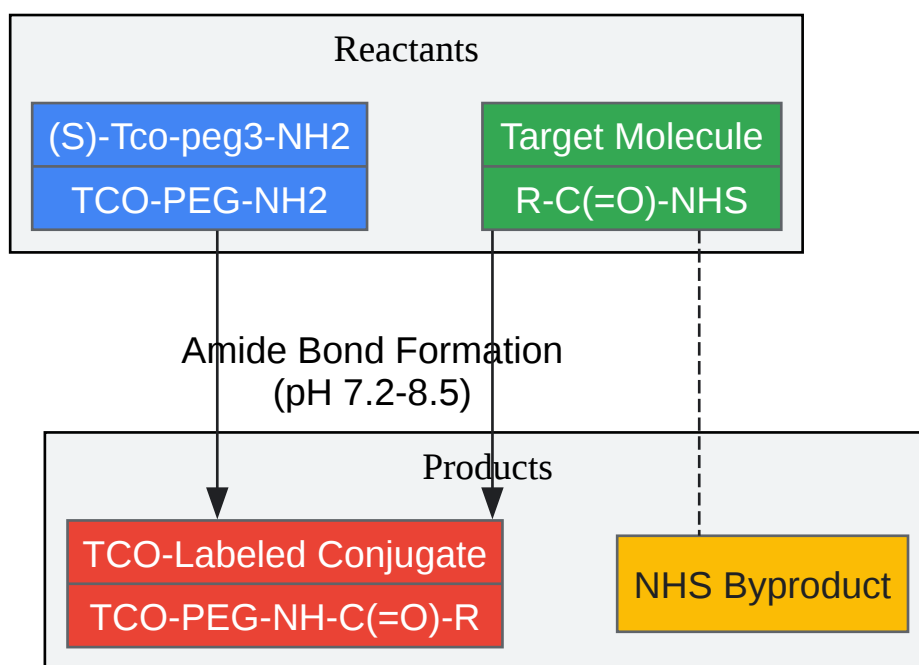 Reactants
(S)-Tco-peg3-NH2
TCO-PEG-NH2
Target Molecule
R-C(=O)-NHS
Amide Bond Formation
(pH 7.2-8.5)
Products
TCO-Labeled Conjugate
TCO-PEG-NH-C(=O)-R
NHS Byproduct